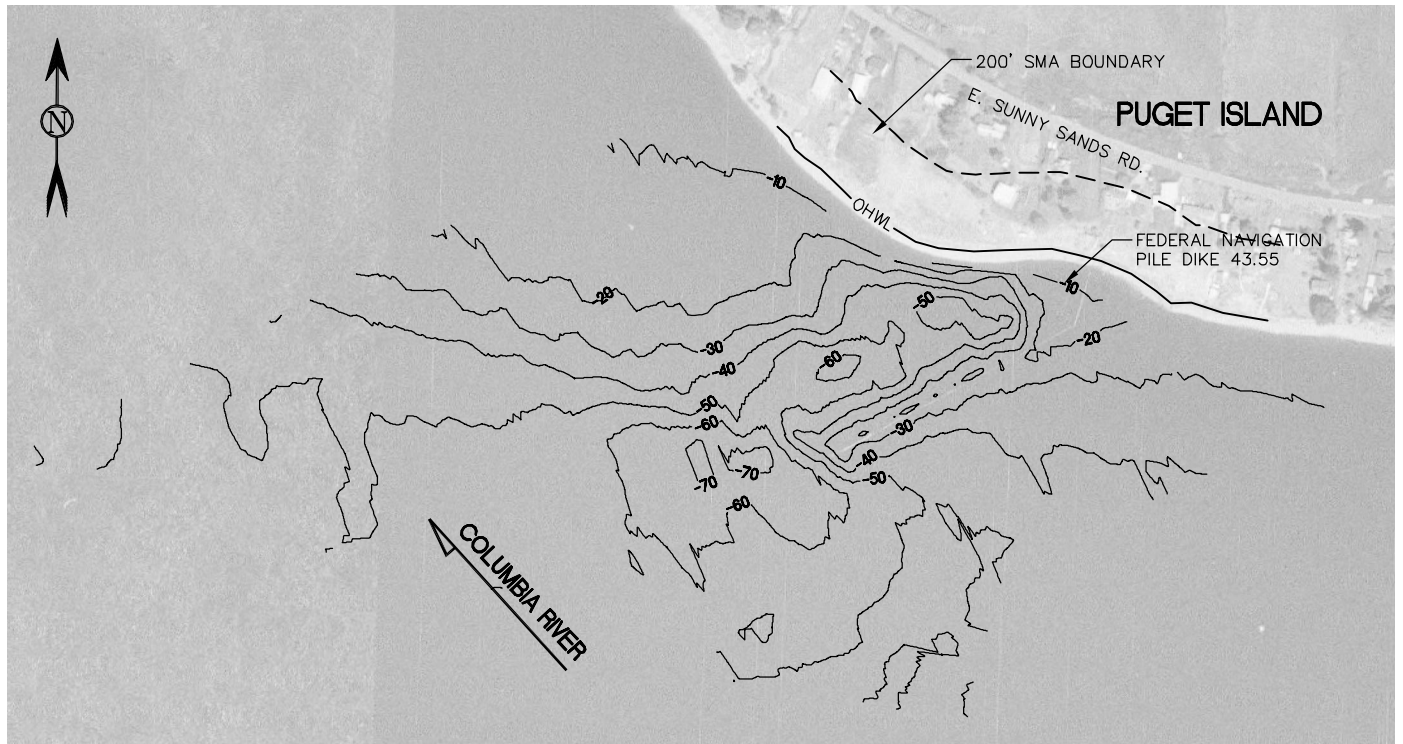 200' SMA BOUNDARY
N
E. SUNNY SANDS RD.
PUGET ISLAND
-10
OHWL
FEDERAL NAVIGATION
PILE DIKE 43.55
-10
-20
-50
-20
-30
-60
-40
-50
-60
-30
-40
-70
-70
-50
-60
COLUMBIA RIVER